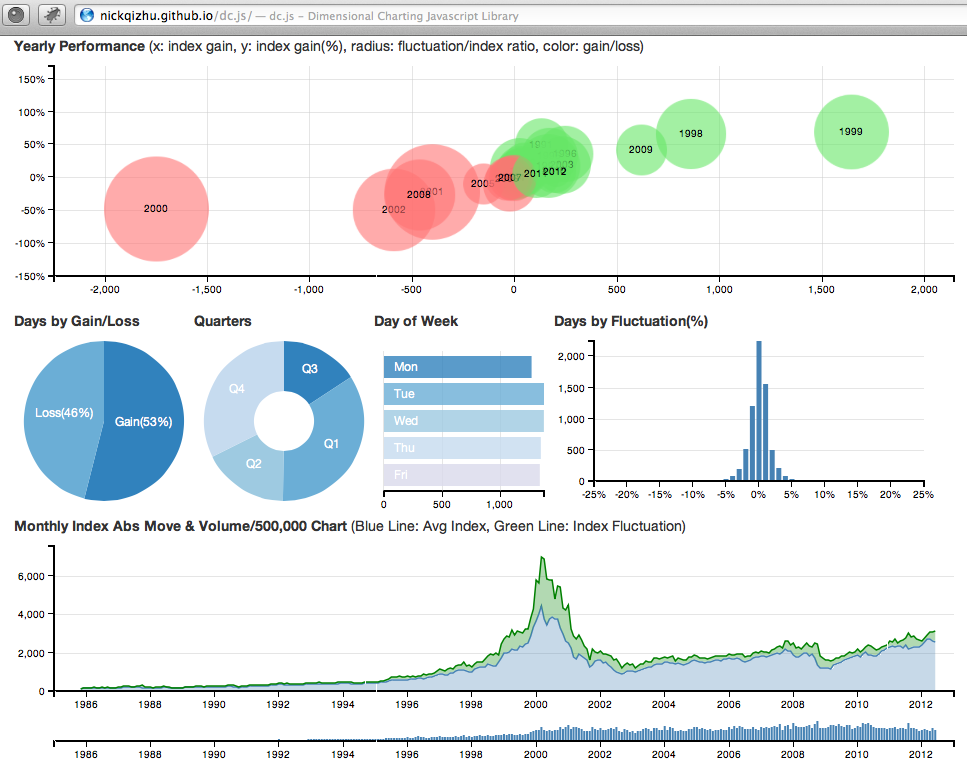 nickqizhu.github.io/dc.js/ — dc.js – Dimensional Charting Javascript Library
Yearly Performance (x: index gain, y: index gain(%), radius: fluctuation/index ratio, color: gain/loss)
150%
100%
50%
0%
-50%
-100%
-150%
2000
2002
2008
2012
2009
1998
1999
-2,000 -1,500 -1,000 -500 0 500 1,000 1,500 2,000
Days by Gain/Loss
Loss(46%)
Gain(53%)
Quarters
Q3
Q4
Q1
Q2
Day of Week
Mon
Tue
Wed
Thu
Fri
0 500 1,000
Days by Fluctuation(%)
2,000
1,500
1,000
500
0
-25% -20% -15% -10% -5% 0% 5% 10% 15% 20% 25%
Monthly Index Abs Move & Volume/500,000 Chart (Blue Line: Avg Index, Green Line: Index Fluctuation)
6,000
4,000
2,000
0
1986 1988 1990 1992 1994 1996 1998 2000 2002 2004 2006 2008 2010 2012
1986 1988 1990 1992 1994 1996 1998 2000 2002 2004 2006 2008 2010 2012